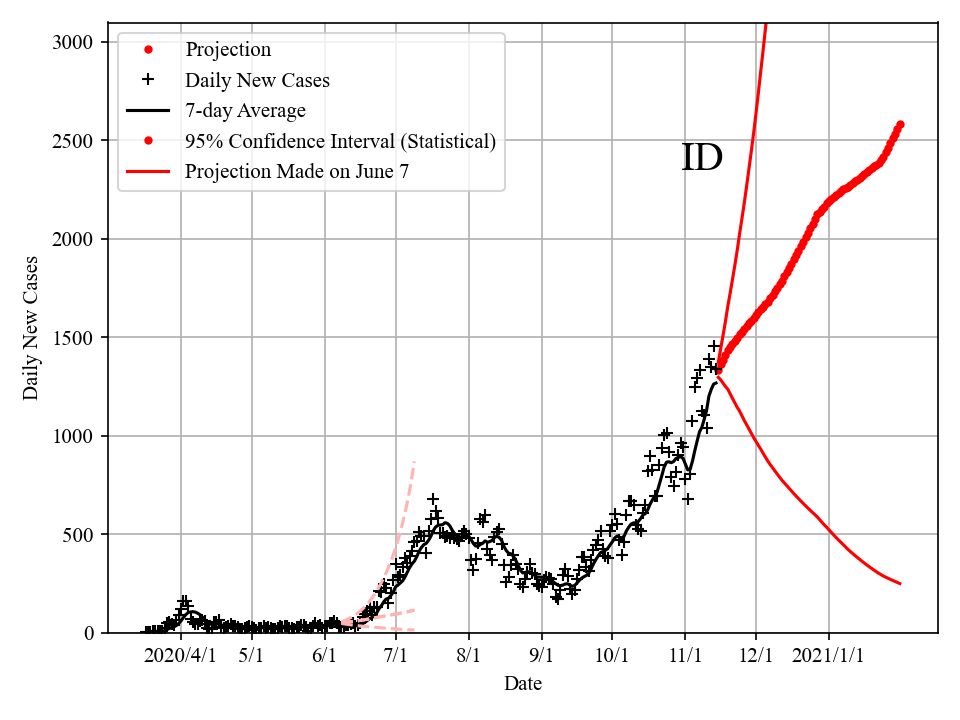 3000
2500
2000
1500
1000
500
0
Daily New Cases
Projection
Daily New Cases
7-day Average
95% Confidence Interval (Statistical)
Projection Made on June 7
ID
2020/4/1 5/1 6/1 7/1 8/1 9/1 10/1 11/1 12/1 2021/1/1
Date